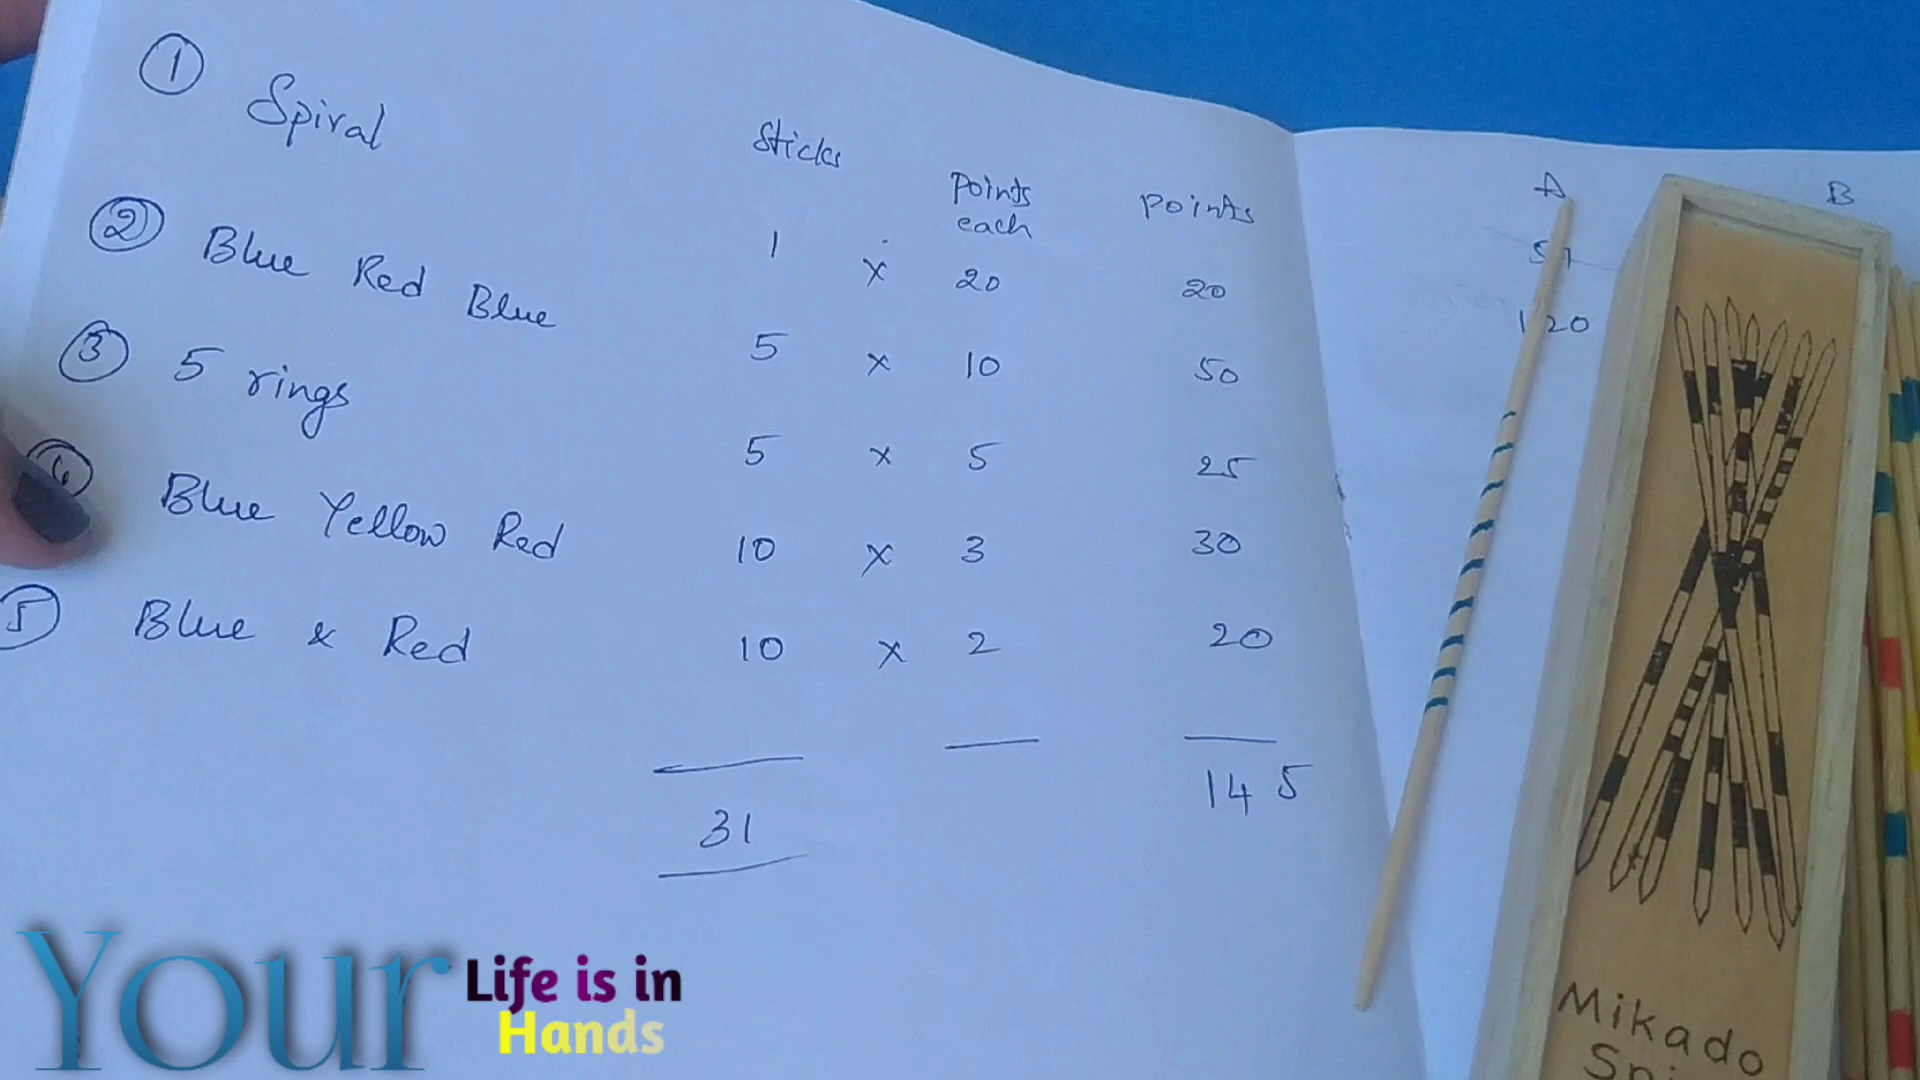 ① Spiral
② Blue Red Blue
③ 5 rings
④ Blue Yellow Red
5 Blue & Red
Sticks Points each Points
1 x 20 20
5 x 10 50
5 x 5 25
10 x 3 30
10 x 2 20
31 145
A B
120
Mikado
Your Life is in
Hands